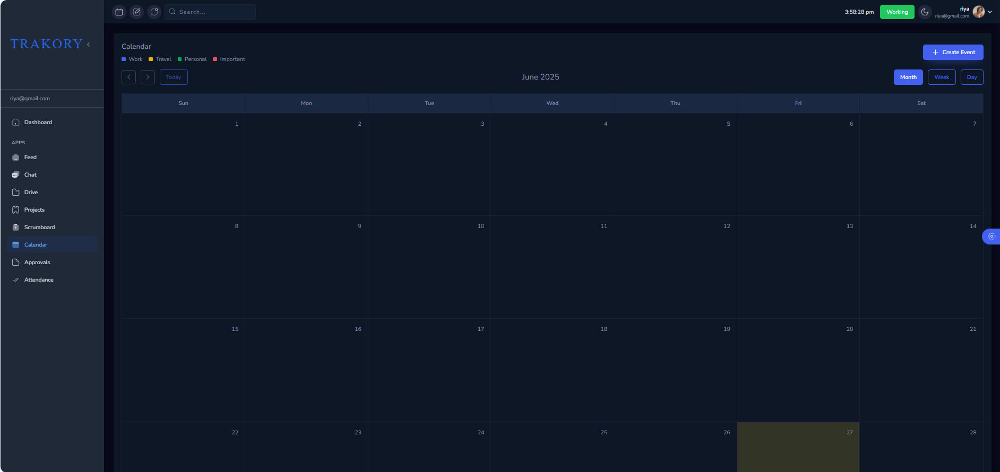 Search...
3:58:28 pm
Working
riya
riya@gmail.com
TRAKORY
riya@gmail.com
Dashboard
APPS
Feed
Chat
Drive
Projects
Scrumboard
Calendar
Approvals
Attendance
Calendar
Work Travel Personal Important
Create Event
Today
June 2025
Month Week Day
Sun Mon Tue Wed Thu Fri Sat
1 2 3 4 5 6 7
8 9 10 11 12 13 14
15 16 17 18 19 20 21
22 23 24 25 26 27 28